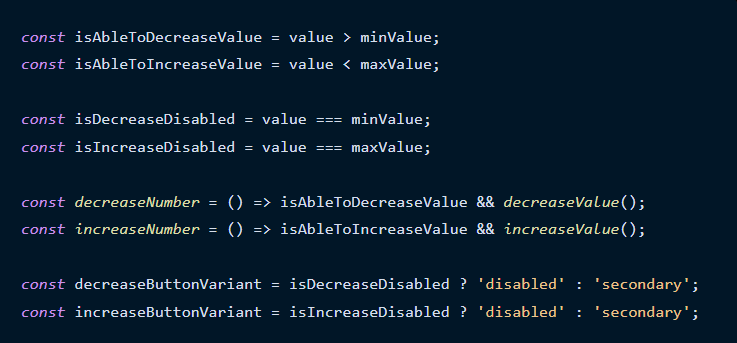 const isAbleToDecreaseValue = value > minValue;
const isAbleToIncreaseValue = value < maxValue;
const isDecreaseDisabled = value === minValue;
const isIncreaseDisabled = value === maxValue;
const decreaseNumber = () => isAbleToDecreaseValue && decreaseValue();
const increaseNumber = () => isAbleToIncreaseValue && increaseValue();
const decreaseButtonVariant = isDecreaseDisabled ? 'disabled' : 'secondary';
const increaseButtonVariant = isIncreaseDisabled ? 'disabled' : 'secondary';